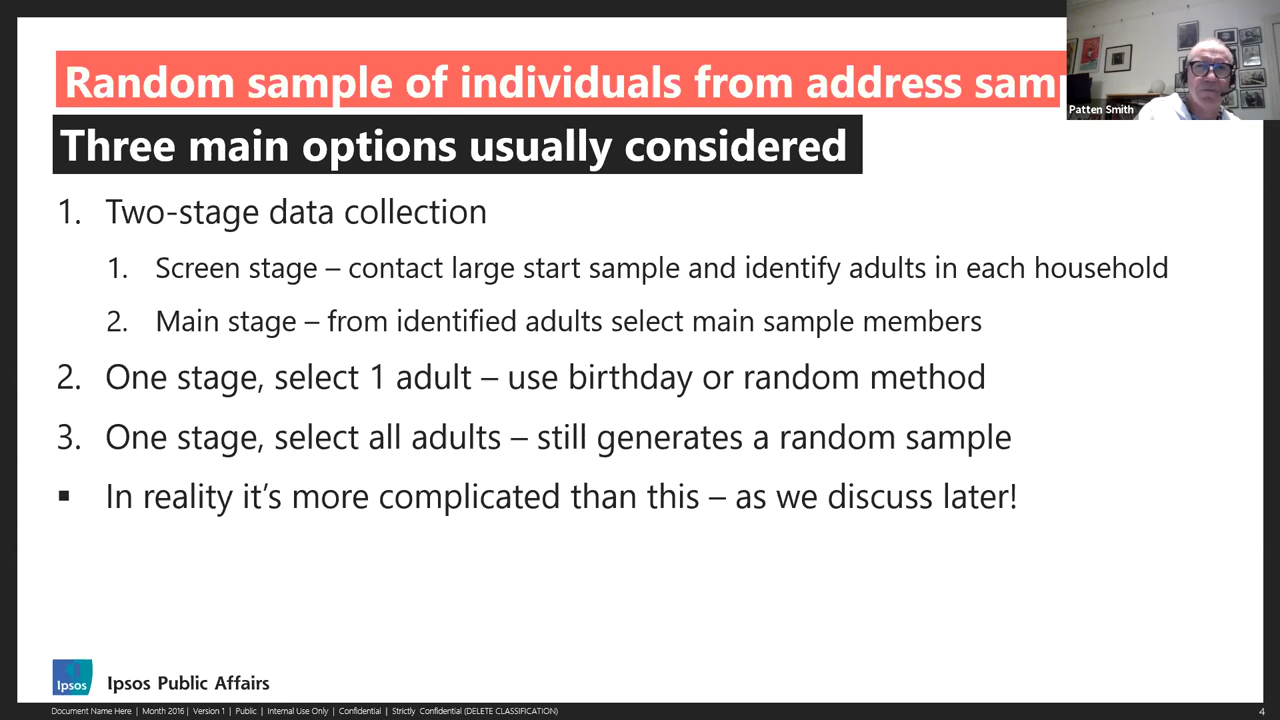 Random sample of individuals from address
Three main options usually considered
1. Two-stage data collection
1. Screen stage – contact large start sample and identify adults in each household
2. Main stage – from identified adults select main sample members
2. One stage, select 1 adult – use birthday or random method
3. One stage, select all adults – still generates a random sample
▪ In reality it's more complicated than this – as we discuss later!
Patten Smith
Ipsos
Ipsos Public Affairs
Document Name Here | Month 2016 | Version 1 | Public | Internal Use Only | Confidential | Strictly Confidential (DELETE CLASSIFICATION)
4